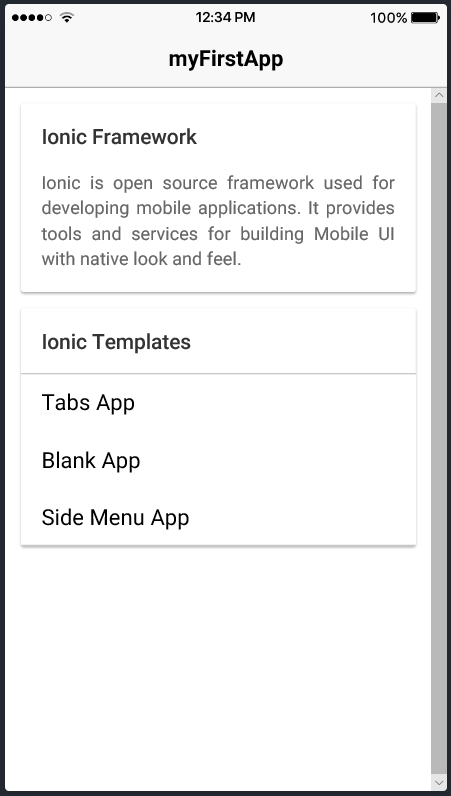 12:34 PM 100%
myFirstApp
Ionic Framework
Ionic is open source framework used for
developing mobile applications. It provides
tools and services for building Mobile UI
with native look and feel.
Ionic Templates
Tabs App
Blank App
Side Menu App